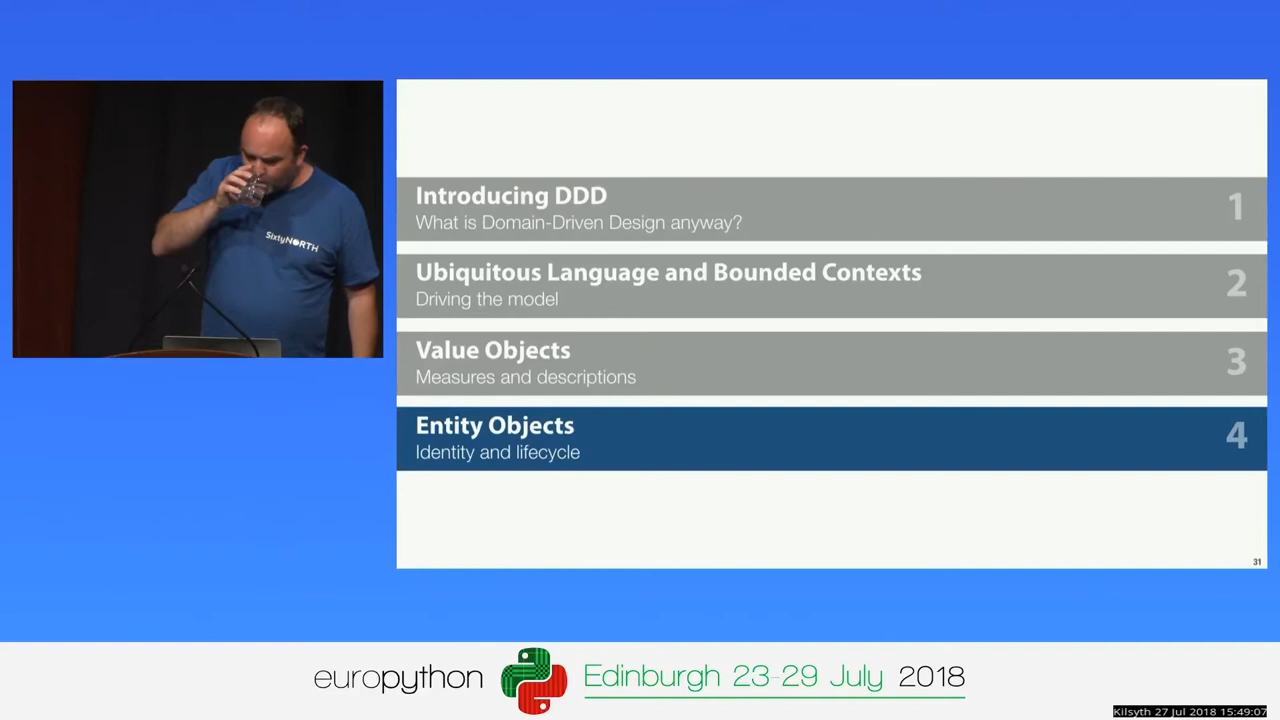 SixtyNORTH
Introducing DDD
What is Domain-Driven Design anyway?
1
Ubiquitous Language and Bounded Contexts
Driving the model
2
Value Objects
Measures and descriptions
3
Entity Objects
Identity and lifecycle
4
31
europython Edinburgh 23-29 July 2018
Kilsyth 27 Jul 2018 15:49:07